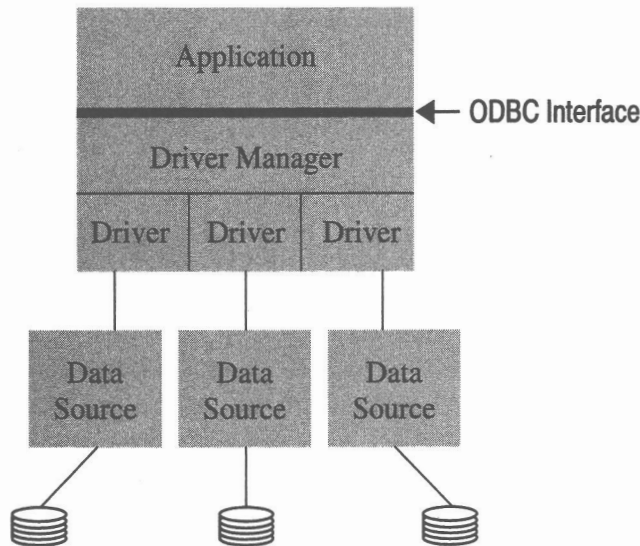 Application
ODBC Interface
Driver Manager
Driver Driver Driver
Data Data Data
Source Source Source